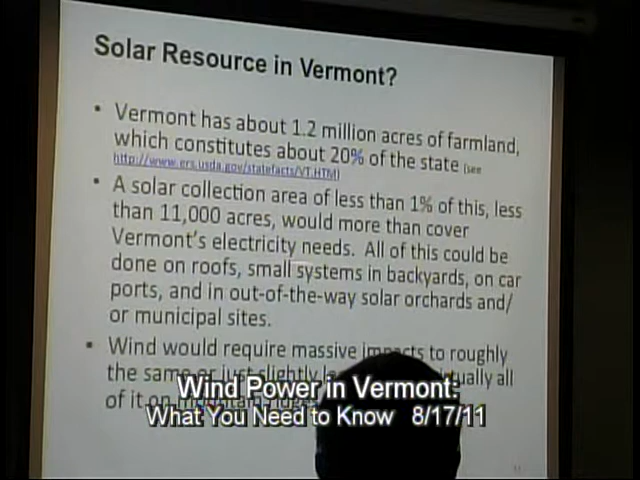 Solar Resource in Vermont?
• Vermont has about 1.2 million acres of farmland,
which constitutes about 20% of the state (see
http://www.ers.usda.gov/statefacts/VT.HTM)
• A solar collection area of less than 1% of this, less
than 11,000 acres, would more than cover
Vermont's electricity needs. All of this could be
done on roofs, small systems in backyards, on car
ports, and in out-of-the-way solar orchards and/
or municipal sites.
• Wind would require massive impacts to roughly
the same or just slightly all
of it on
Wind Power in Vermont:
What You Need to Know 8/17/11